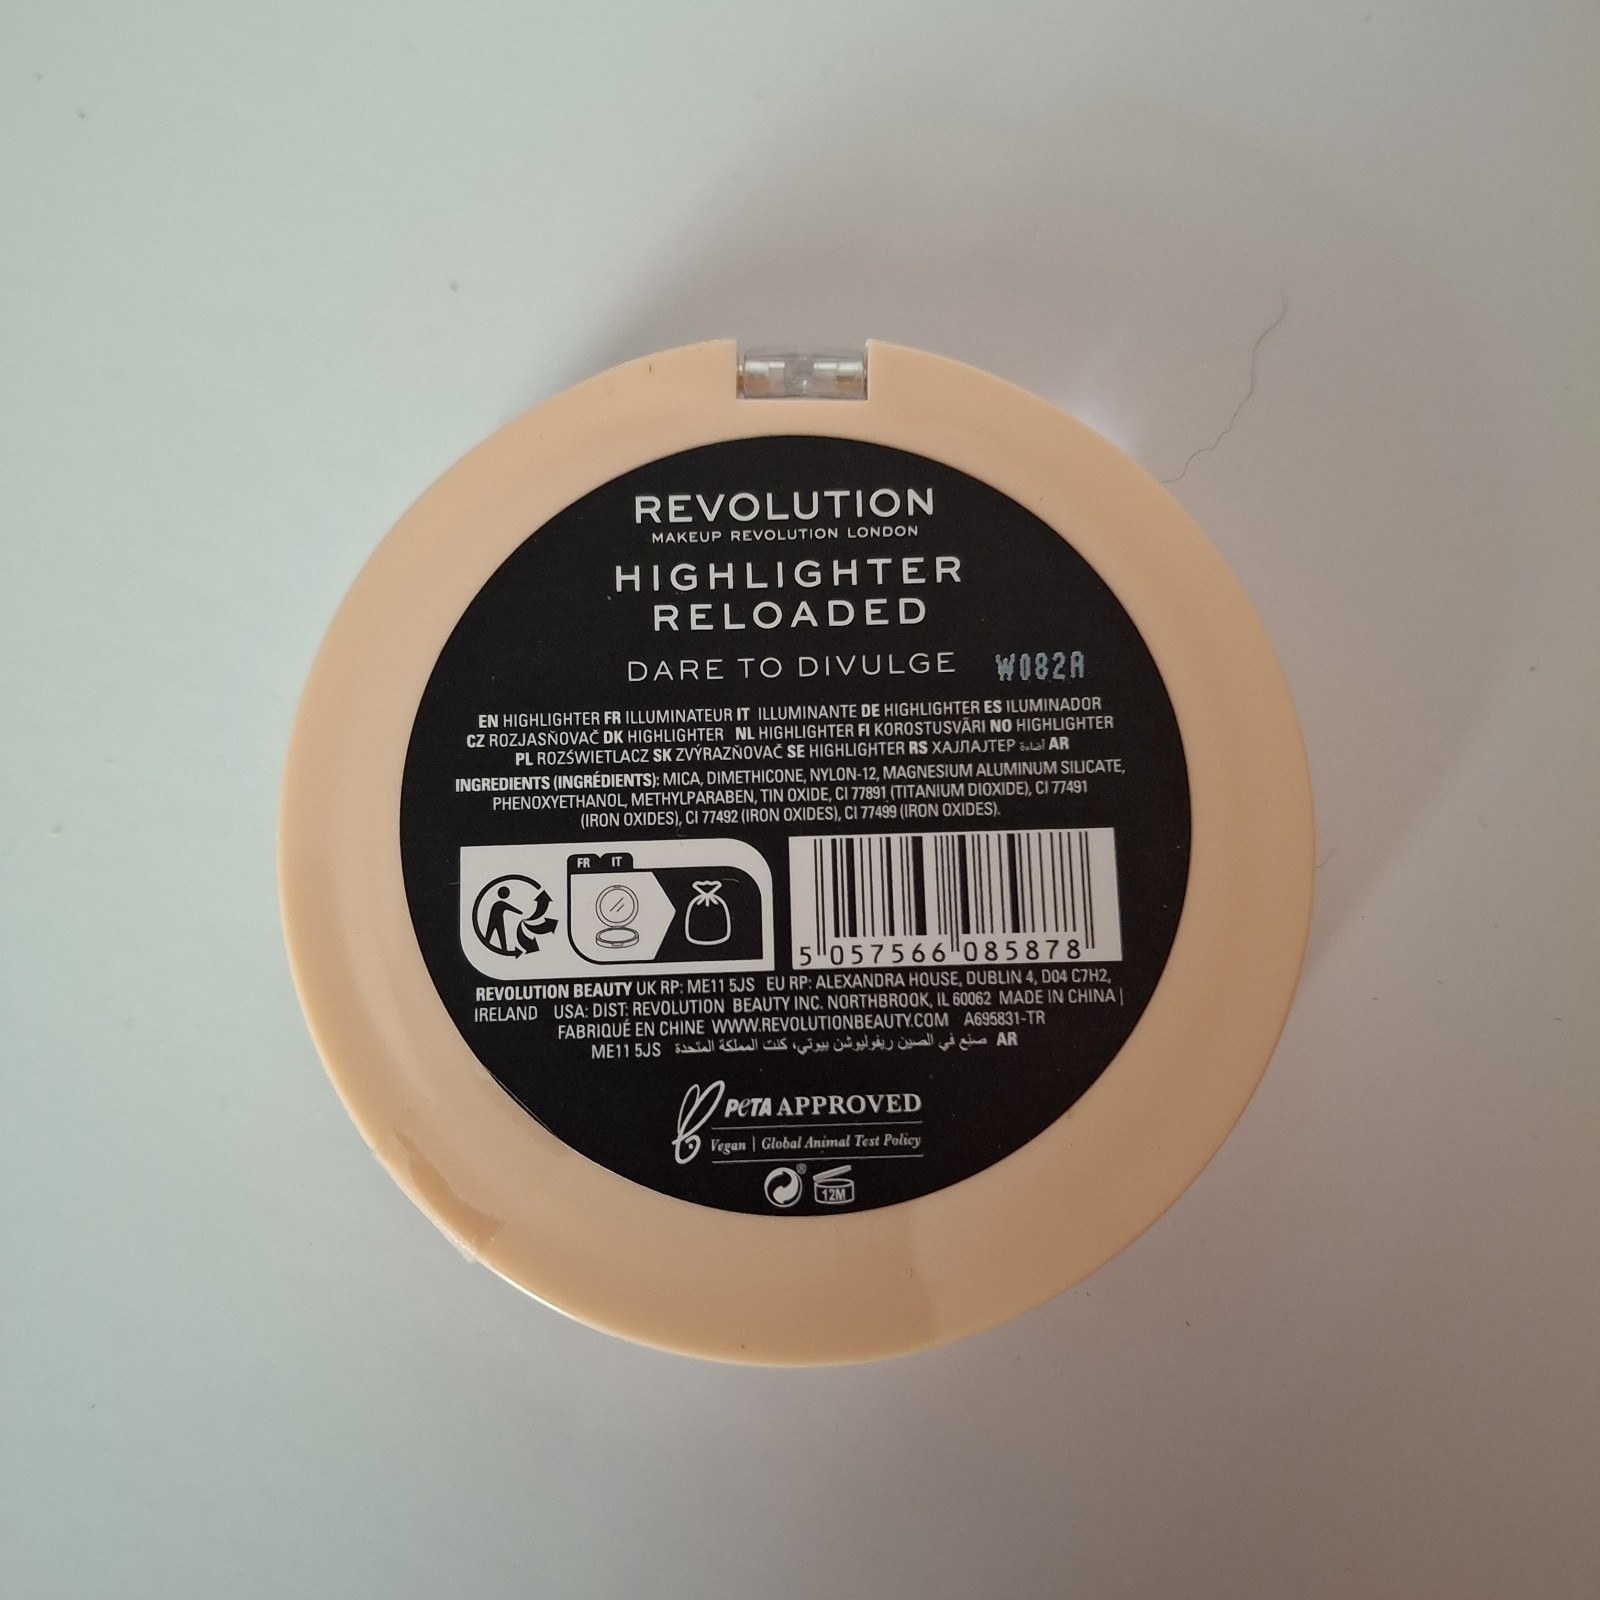 REVOLUTION
MAKEUP REVOLUTION LONDON
HIGHLIGHTER
RELOADED
DARE TO DIVULGE W082A
EN HIGHLIGHTER FR ILLUMINATEUR IT ILLUMINANTE DE HIGHLIGHTER ES ILUMINADOR
CZ ROZJASŇOVAČ DK HIGHLIGHTER NL HIGHLIGHTER FI KOROSTUSVÄRI NO HIGHLIGHTER
PL ROZŚWIETLACZ SK ZVÝRAZŇOVAČ SE HIGHLIGHTER RS ХАЈЛАЈТЕР إضاءة AR
INGREDIENTS (INGRÉDIENTS): MICA, DIMETHICONE, NYLON-12, MAGNESIUM ALUMINUM SILICATE,
PHENOXYETHANOL, METHYLPARABEN, TIN OXIDE, CI 77891 (TITANIUM DIOXIDE), CI 77491
(IRON OXIDES), CI 77492 (IRON OXIDES), CI 77499 (IRON OXIDES).
FR IT
5 057566 085878
REVOLUTION BEAUTY UK RP: ME11 5JS EU RP: ALEXANDRA HOUSE, DUBLIN 4, D04 C7H2,
IRELAND USA: DIST: REVOLUTION BEAUTY INC. NORTHBROOK, IL 60062 MADE IN CHINA |
FABRIQUÉ EN CHINE WWW.REVOLUTIONBEAUTY.COM A695831-TR
ME11 5JS صنع في الصين ريفوليوشن بيوتي، كنت المملكة المتحدة AR
PeTA APPROVED
Vegan | Global Animal Test Policy
®
12M